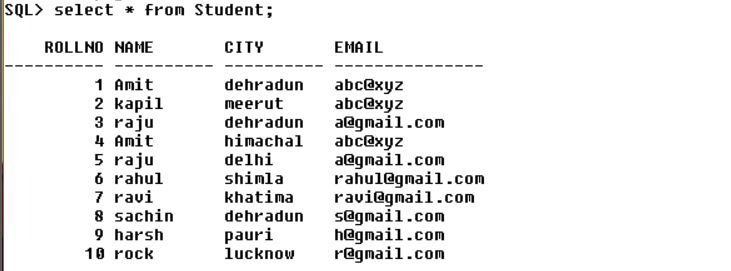 SQL> select * from Student;
ROLLNO NAME CITY EMAIL
---------- ---------- ---------- ---------------
1 Amit dehradun abc@xyz
2 kapil meerut abc@xyz
3 raju dehradun a@gmail.com
4 Amit himachal abc@xyz
5 raju delhi a@gmail.com
6 rahul shimla rahul@gmail.com
7 ravi khatima ravi@gmail.com
8 sachin dehradun s@gmail.com
9 harsh pauri h@gmail.com
10 rock lucknow r@gmail.com